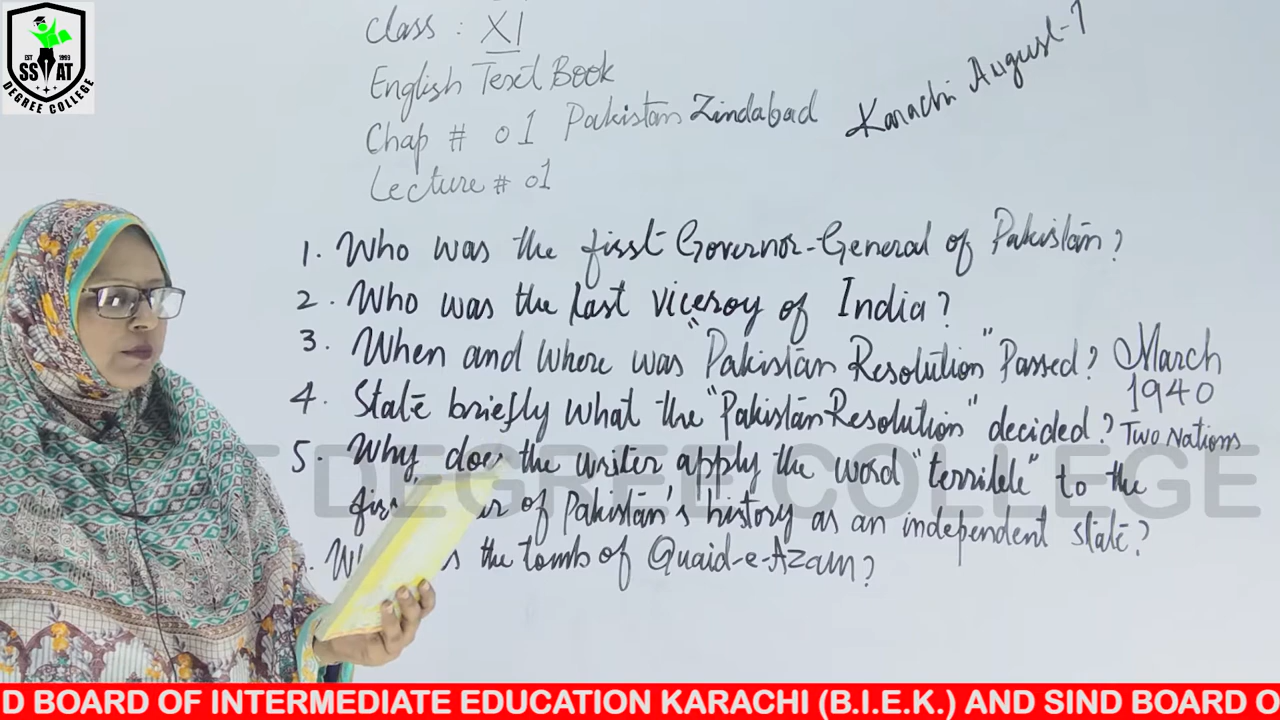 EST 1999
SS AT
DEGREE COLLEGE
Class : XI
English Text Book
Chap # 01 Pakistan Zindabad
Karachi August-7
Lecture # 01
1. Who was the first Governor-General of Pakistan?
2. Who was the last viceroy of India?
3. When and where was "Pakistan Resolution" Passed? March 1940
4. State briefly what the "Pakistan Resolution" decided? Two Nations
5. Why does the writer apply the word "terrible" to the
of Pakistan's history as an independent state?
the tomb of Quaid-e-Azam?
DEGREE COLLEGE
D BOARD OF INTERMEDIATE EDUCATION KARACHI (B.I.E.K.) AND SIND BOARD O